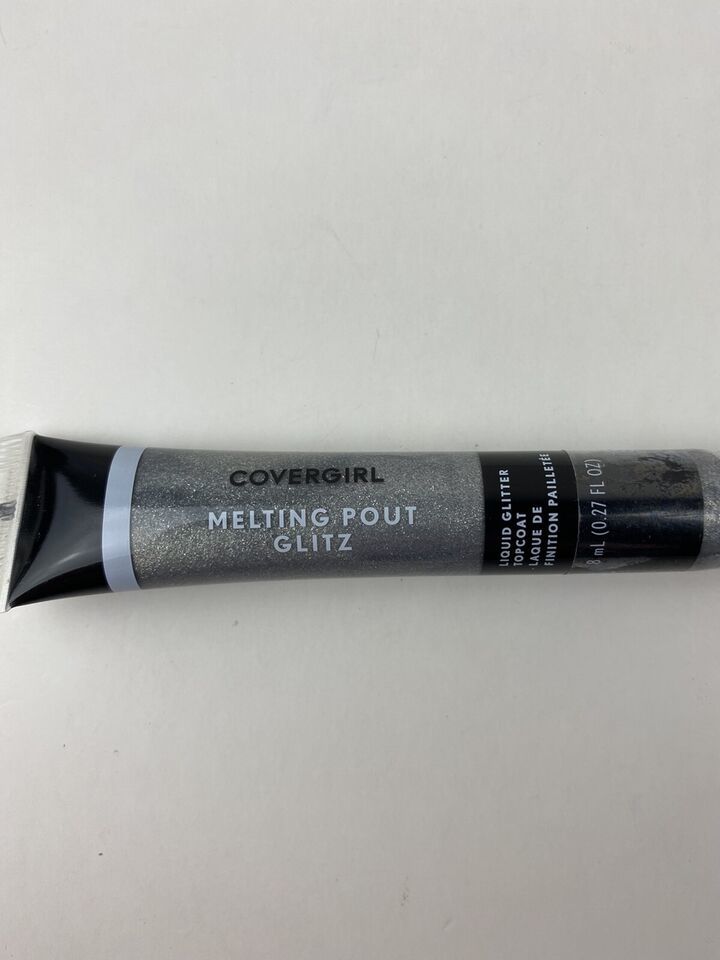 COVERGIRL
MELTING POUT
GLITZ
LIQUID GLITTER
TOPCOAT
LAQUE DE
FINITION PAILLETÉE
8 mL (0.27 FL OZ)